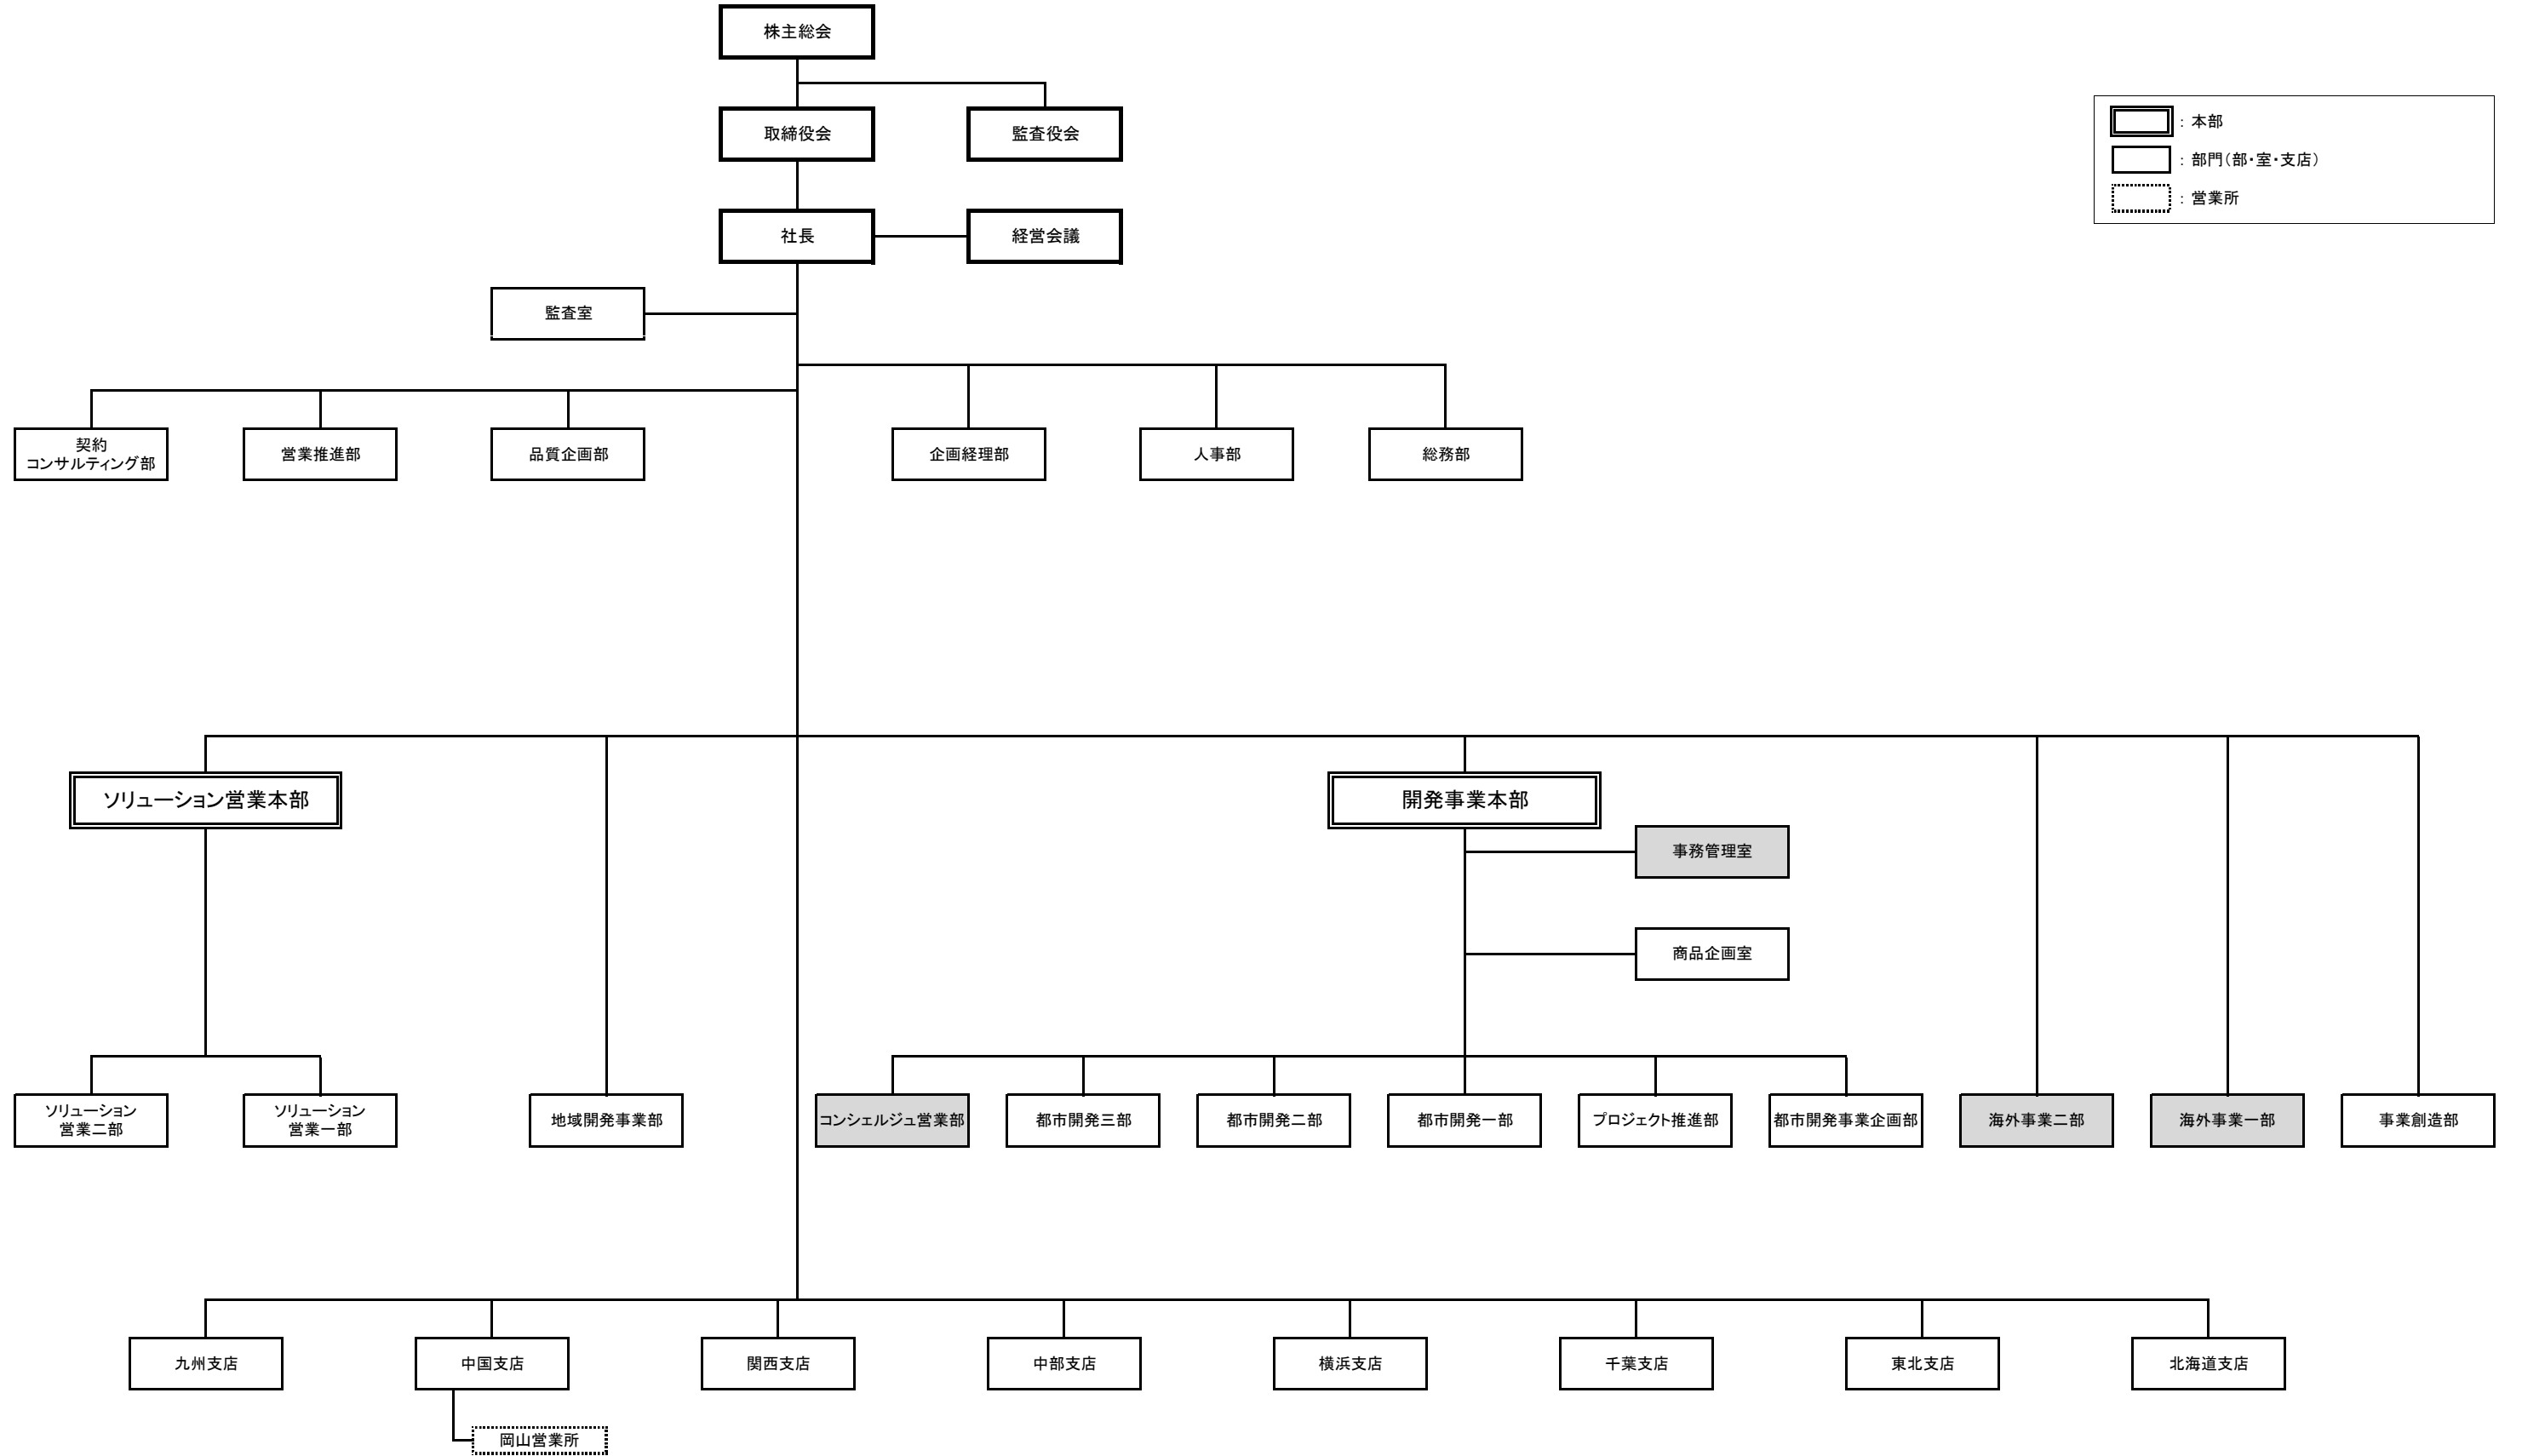 株主総会
取締役会
監査役会
：本部
：部門（部・室・支店）
：営業所
社長
経営会議
監査室
契約
コンサルティング部
営業推進部
品質企画部
企画経理部
人事部
総務部
ソリューション営業本部
開発事業本部
事務管理室
商品企画室
ソリューション
営業二部
ソリューション
営業一部
地域開発事業部
コンシェルジュ営業部
都市開発三部
都市開発二部
都市開発一部
プロジェクト推進部
都市開発事業企画部
海外事業二部
海外事業一部
事業創造部
九州支店
中国支店
関西支店
中部支店
横浜支店
千葉支店
東北支店
北海道支店
岡山営業所